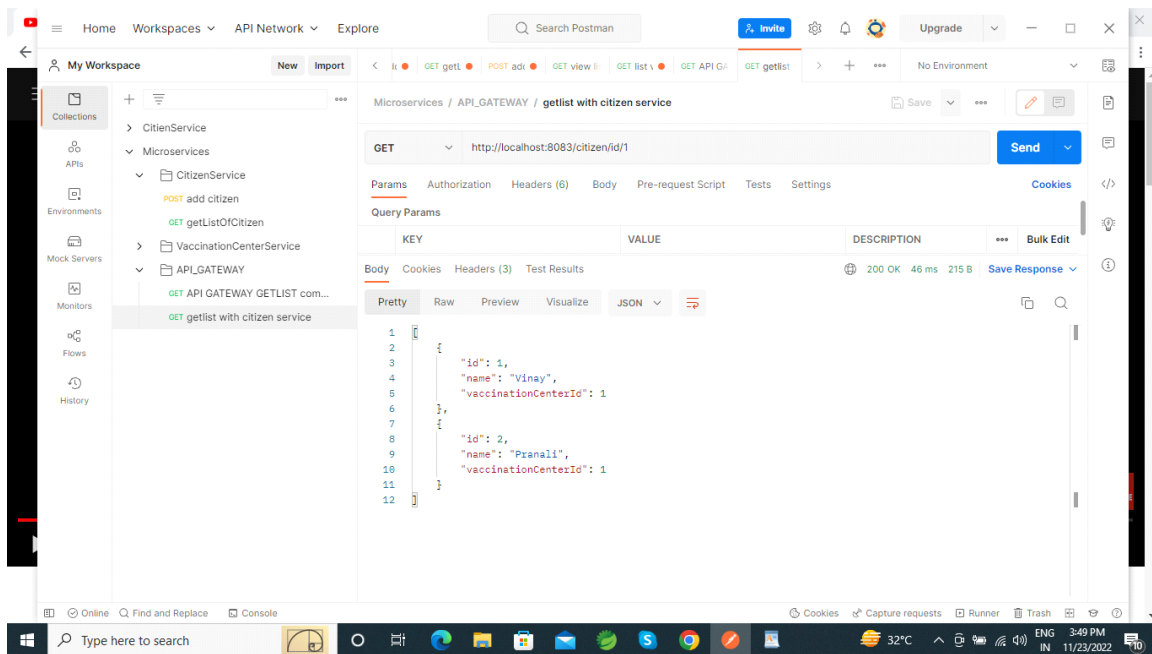 Home Workspaces API Network Explore Search Postman Invite Upgrade
My Workspace New Import GET getL POST adc GET view li GET list v GET API GA GET getlist No Environment
Collections
APIs
Environments
Mock Servers
Monitors
Flows
History
CitienService
Microservices
CitizenService
POST add citizen
GET getListOfCitizen
VaccinationCenterService
API_GATEWAY
GET API GATEWAY GETLIST com...
GET getlist with citizen service
Microservices / API_GATEWAY / getlist with citizen service Save
GET http://localhost:8083/citizen/id/1 Send
Params Authorization Headers (6) Body Pre-request Script Tests Settings Cookies
Query Params
KEY VALUE DESCRIPTION Bulk Edit
Body Cookies Headers (3) Test Results 200 OK 46 ms 215 B Save Response
Pretty Raw Preview Visualize JSON
1 [
2 {
3 "id": 1,
4 "name": "Vinay",
5 "vaccinationCenterId": 1
6 },
7 {
8 "id": 2,
9 "name": "Pranali",
10 "vaccinationCenterId": 1
11 }
12 ]
Online Find and Replace Console Cookies Capture requests Runner Trash
Type here to search 32°C ENG 3:49 PM
IN 11/23/2022 10